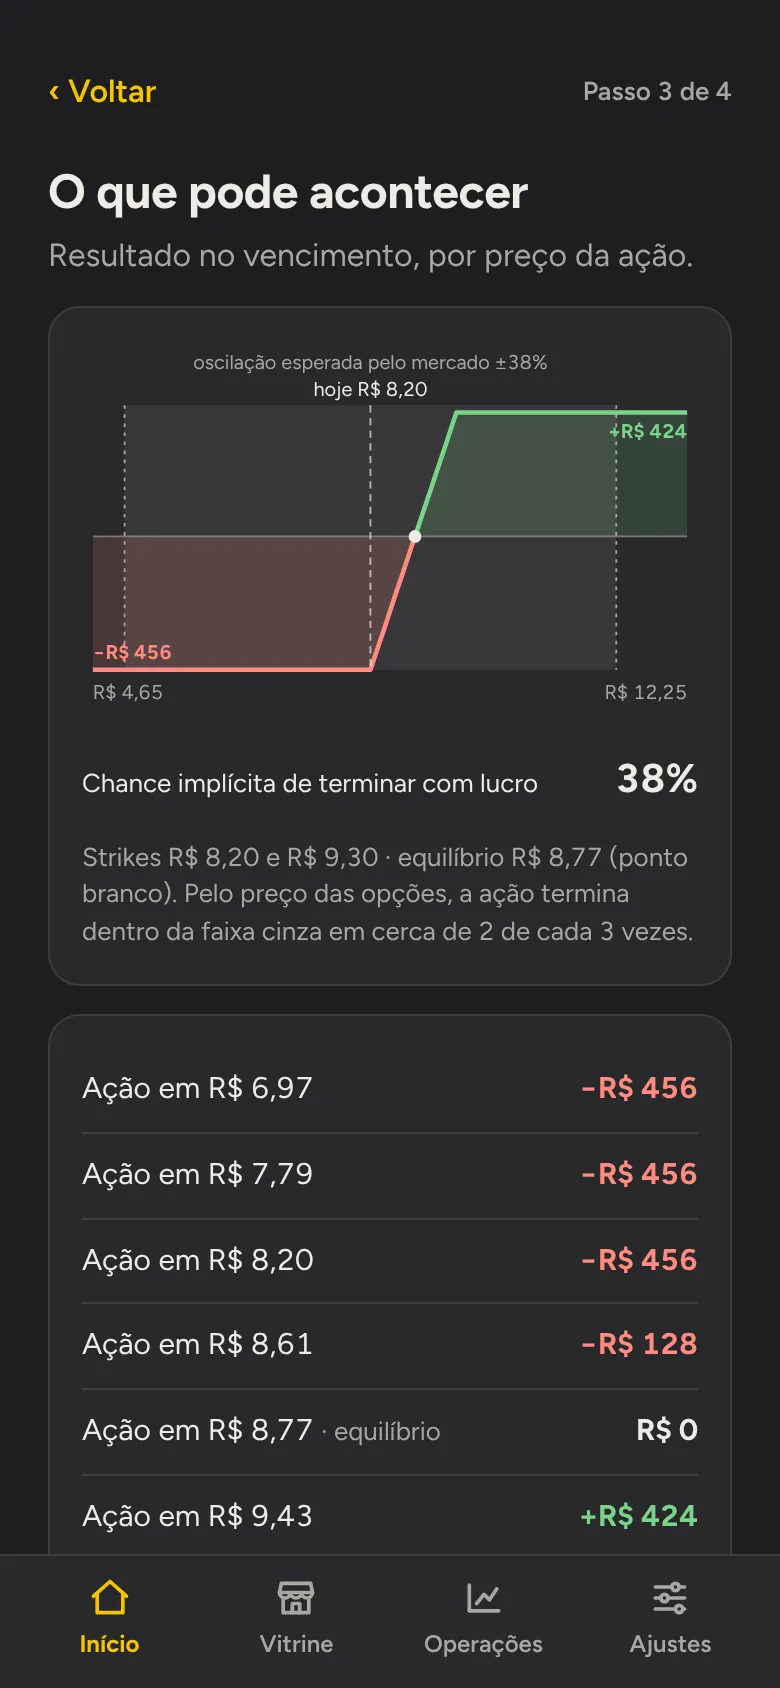 ‹ Voltar
Passo 3 de 4
O que pode acontecer
Resultado no vencimento, por preço da ação.
oscilação esperada pelo mercado ±38%
hoje R$ 8,20
+R$ 424
−R$ 456
R$ 4,65
R$ 12,25
Chance implícita de terminar com lucro
38%
Strikes R$ 8,20 e R$ 9,30 · equilíbrio R$ 8,77 (ponto
branco). Pelo preço das opções, a ação termina
dentro da faixa cinza em cerca de 2 de cada 3 vezes.
Ação em R$ 6,97
−R$ 456
Ação em R$ 7,79
−R$ 456
Ação em R$ 8,20
−R$ 456
Ação em R$ 8,61
−R$ 128
Ação em R$ 8,77 · equilíbrio
R$ 0
Ação em R$ 9,43
+R$ 424
Início
Vitrine
Operações
Ajustes